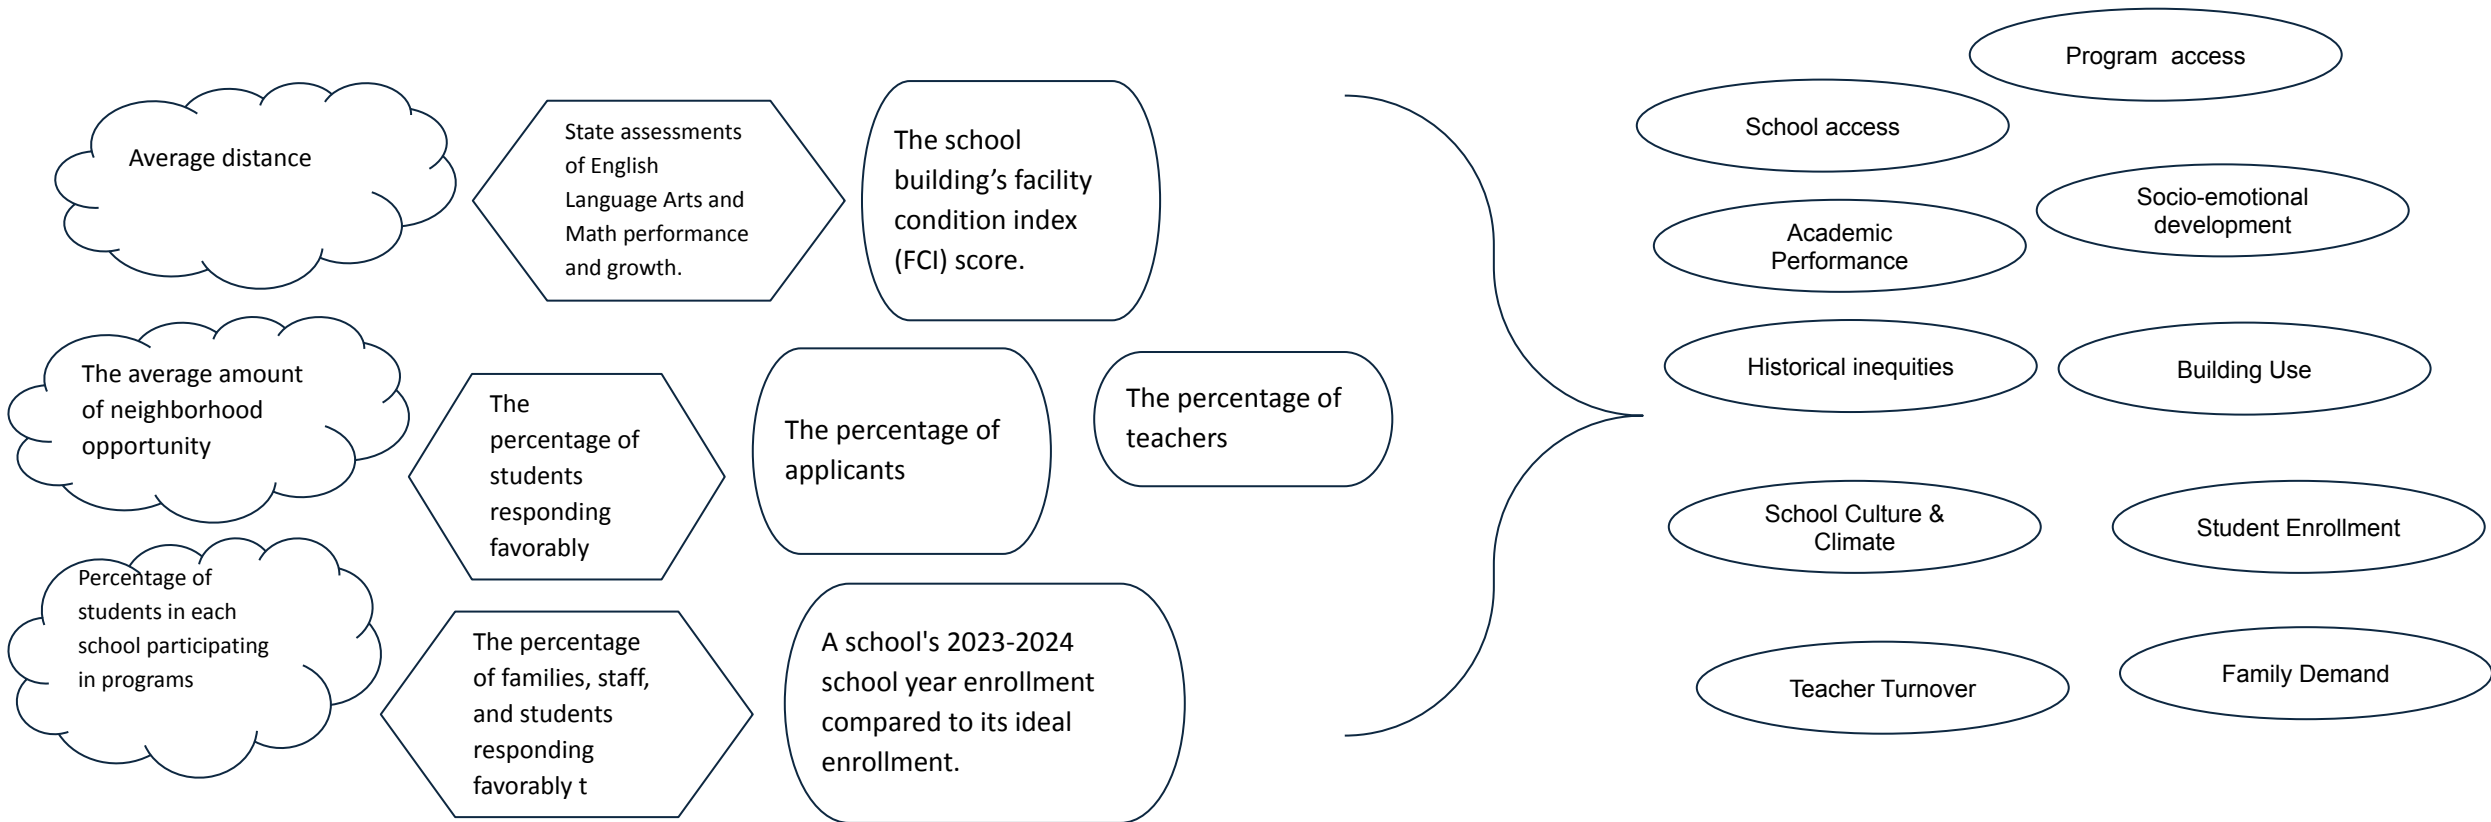 Average distance
State assessments
of English
Language Arts and
Math performance
and growth.
The school
building’s facility
condition index
(FCI) score.
The average amount
of neighborhood
opportunity
The
percentage of
students
responding
favorably
The percentage of
applicants
The percentage of
teachers
Percentage of
students in each
school participating
in programs
The percentage
of families, staff,
and students
responding
favorably t
A school's 2023-2024
school year enrollment
compared to its ideal
enrollment.
Program access
School access
Socio-emotional
development
Academic
Performance
Historical inequities
Building Use
School Culture &
Climate
Student Enrollment
Teacher Turnover
Family Demand